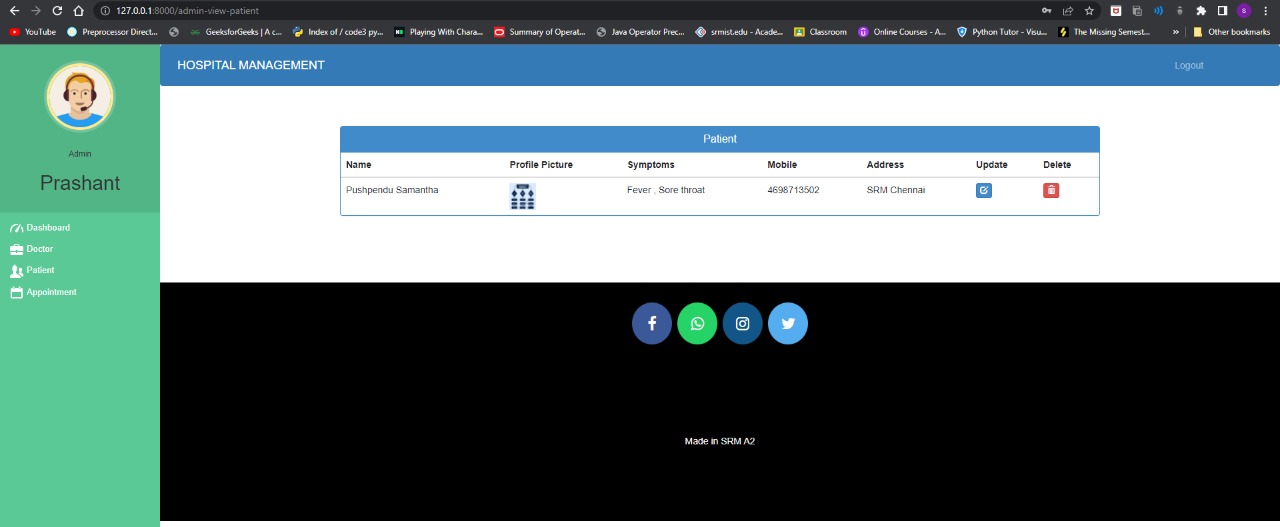 127.0.0.1:8000/admin-view-patient
YouTube Preprocessor Direct... GeeksforGeeks | A c... Index of / code3 py... Playing With Chara... Summary of Operat... Java Operator Prec... srmist.edu - Acade... Classroom Online Courses - A... Python Tutor - Visu... The Missing Semest... » Other bookmarks
HOSPITAL MANAGEMENT Logout
Admin
Prashant
Dashboard
Doctor
Patient
Appointment
Patient
Name Profile Picture Symptoms Mobile Address Update Delete
Pushpendu Samantha Fever , Sore throat 4698713502 SRM Chennai
Made in SRM A2